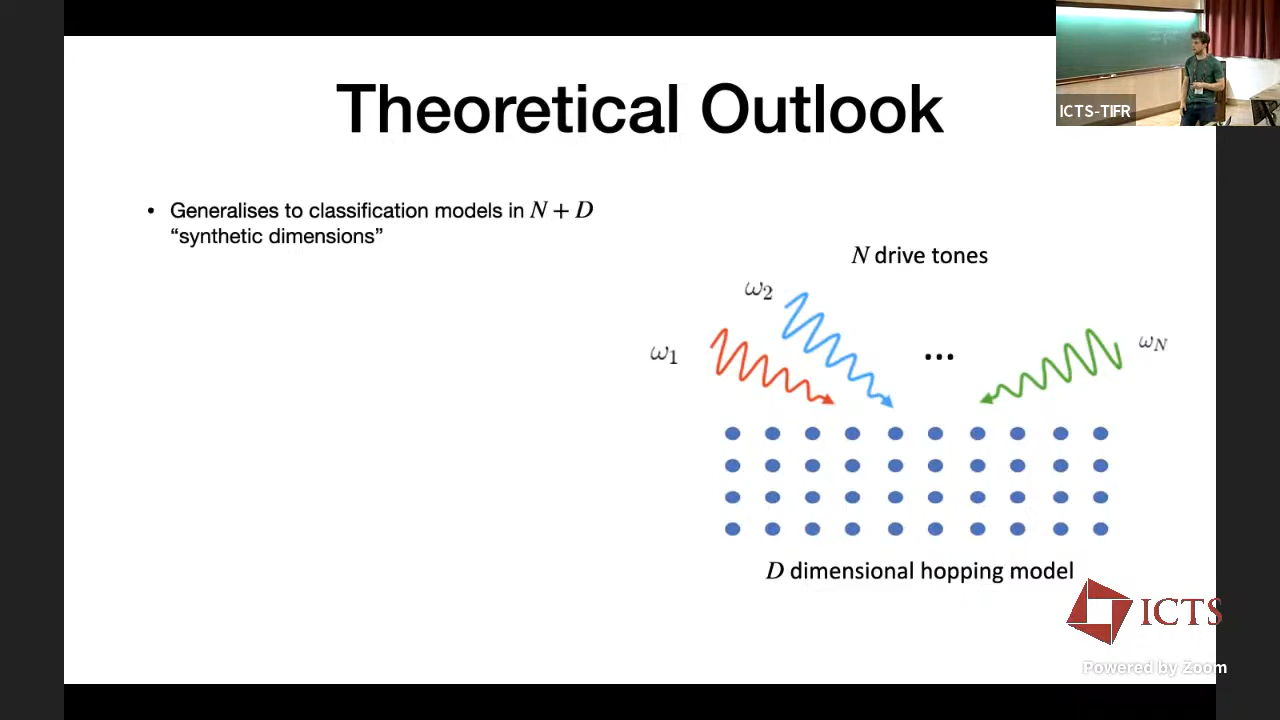 Theoretical Outlook
ICTS-TIFR
• Generalises to classification models in N + D
“synthetic dimensions”
N drive tones
ω₂
ω₁
...
ω_N
D dimensional hopping model
ICTS
Powered by Zoom